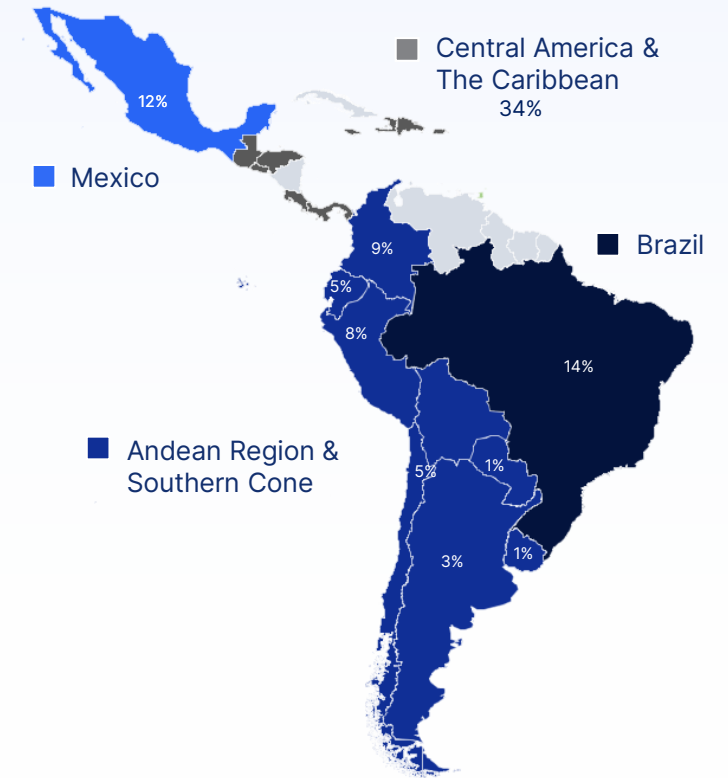 Central America &
The Caribbean
34%
12%
Mexico
Brazil
9%
5%
8%
14%
Andean Region &
Southern Cone
5%
1%
1%
3%